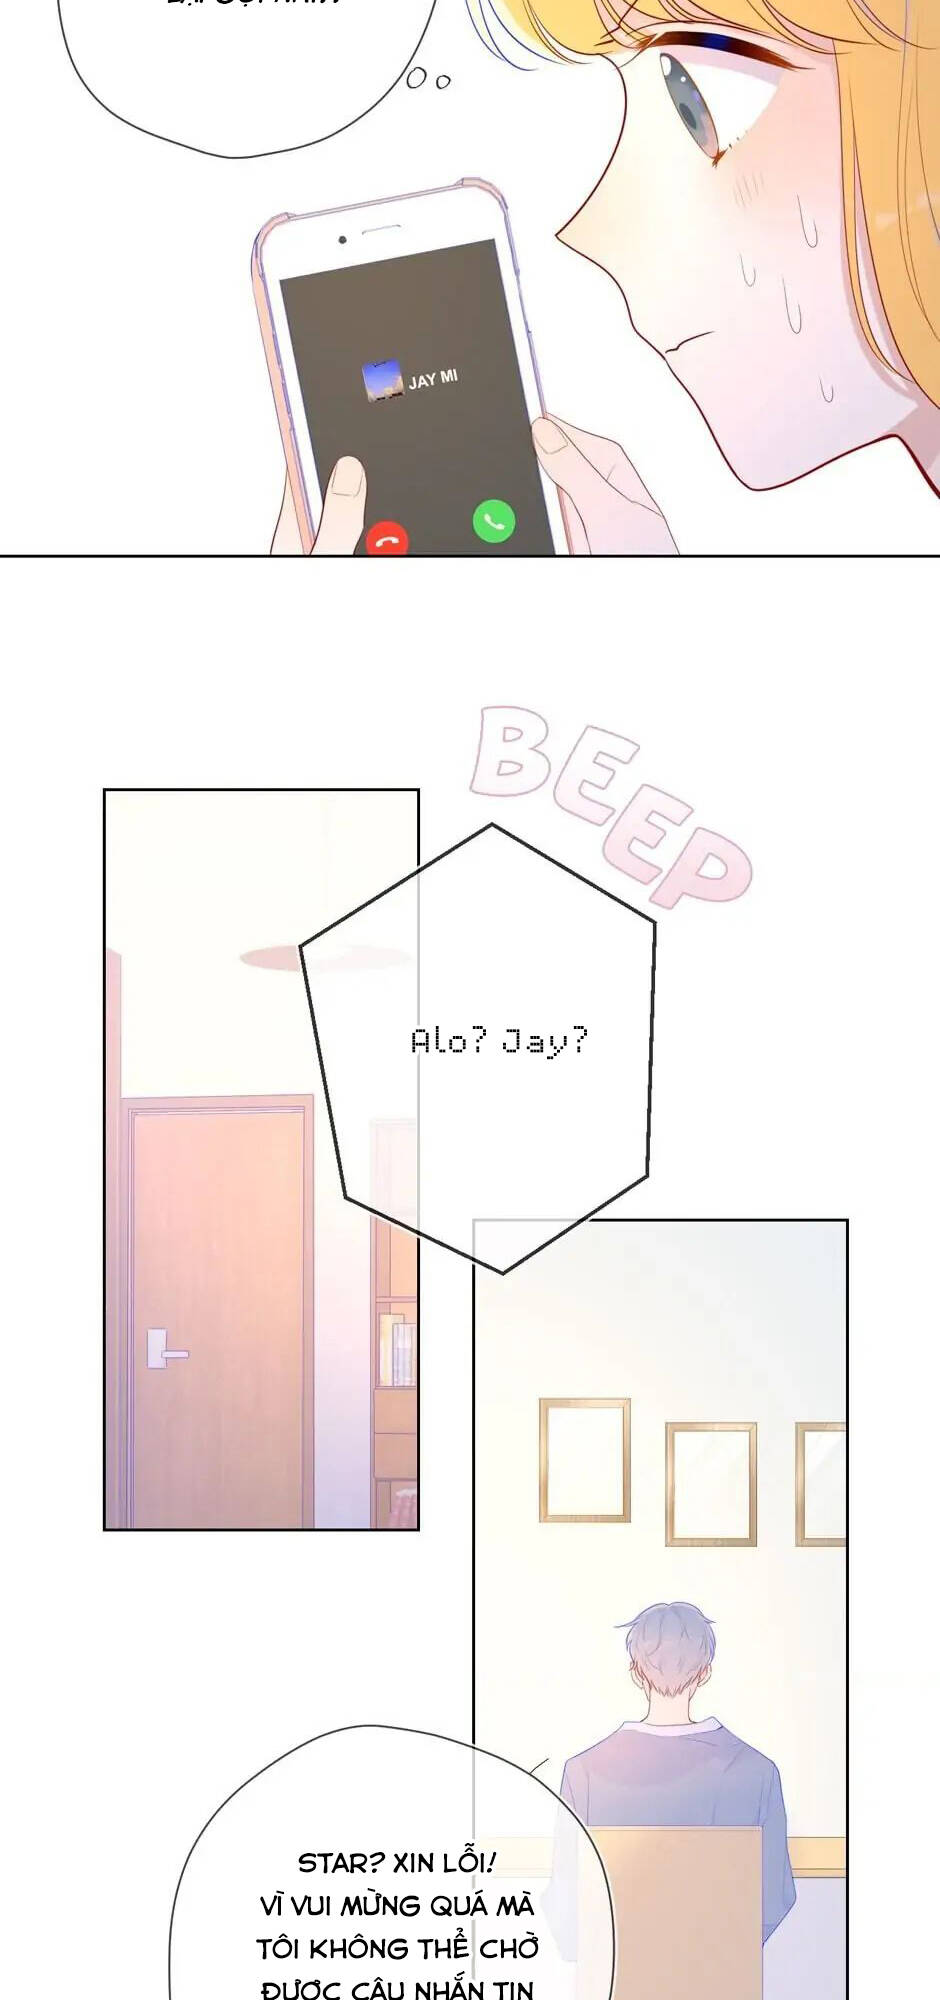 JAY MI
BEEP
Alo? Jay?
STAR? XIN LỖI!
VÌ VUI MỪNG QUÁ MÀ
TÔI KHÔNG THỂ CHỜ
ĐƯỢC CÂU NHẮN TIN